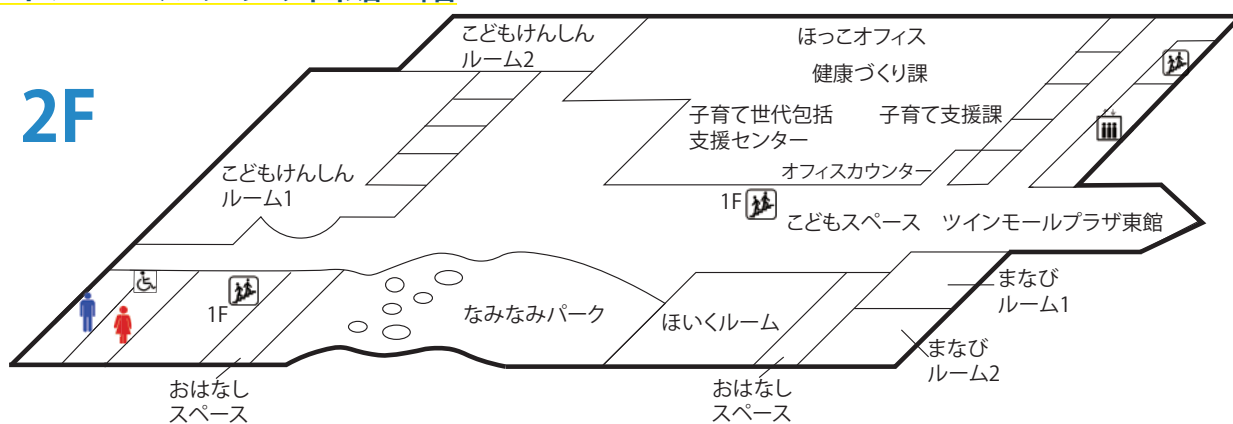 2F
こどもけんしん
ルーム2
ほっこオフィス
健康づくり課
子育て世代包括
支援センター
子育て支援課
オフィスカウンター
こどもけんしん
ルーム1
1F
こどもスペース
ツインモールプラザ東館
1F
なみなみパーク
ほいくルーム
まなび
ルーム1
まなび
ルーム2
おはなし
スペース
おはなし
スペース